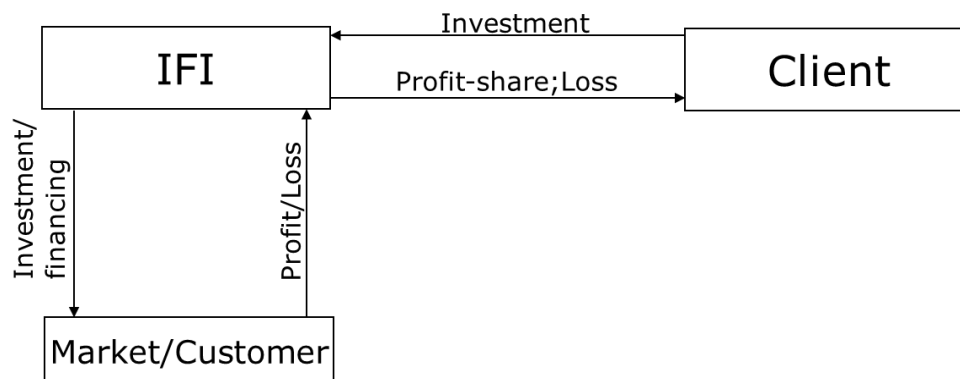 Investment
IFI
Client
Profit-share;Loss
Investment/
financing
Profit/Loss
Market/Customer